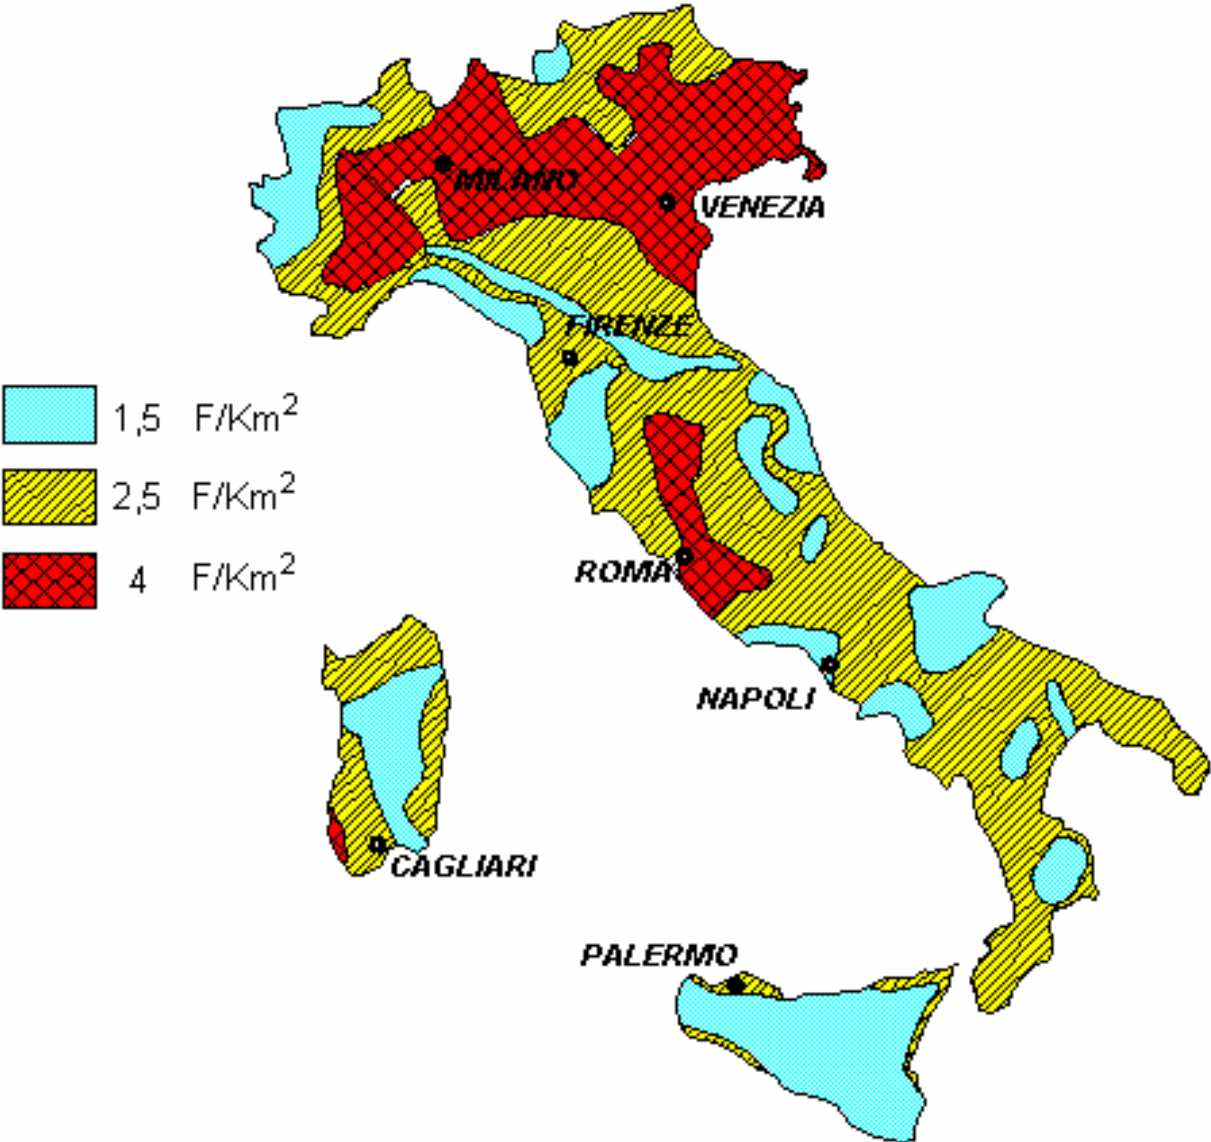 MILANO
VENEZIA
FIRENZE
1,5 F/Km²
2,5 F/Km²
4 F/Km²
ROMA
NAPOLI
CAGLIARI
PALERMO